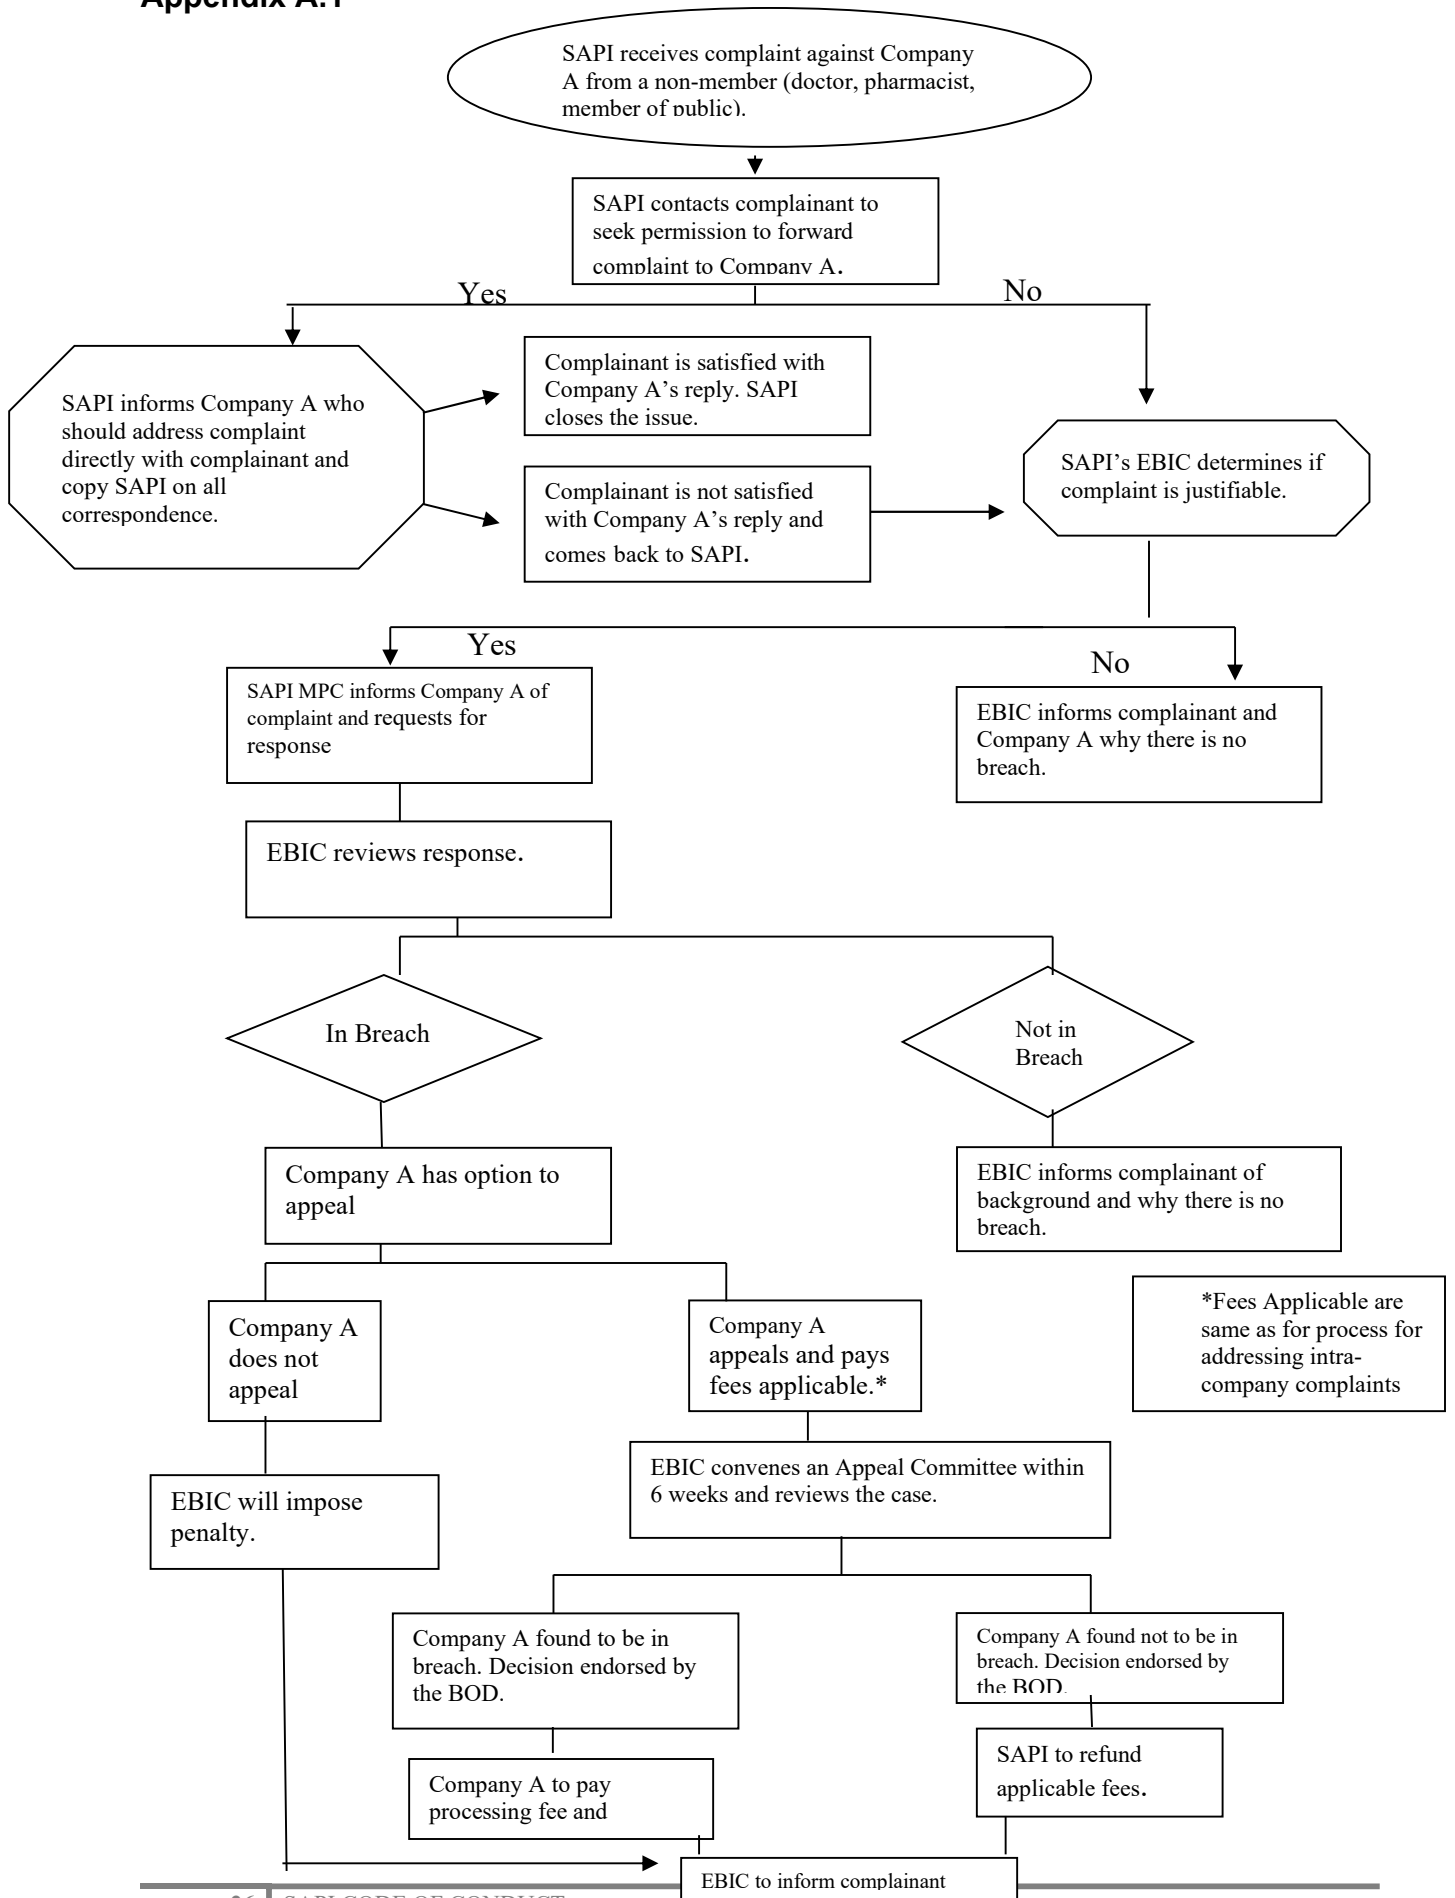 Appendix A.1
SAPI receives complaint against Company
A from a non-member (doctor, pharmacist,
member of public).
SAPI contacts complainant to
seek permission to forward
complaint to Company A.
Yes
No
SAPI informs Company A who
should address complaint
directly with complainant and
copy SAPI on all
correspondence.
Complainant is satisfied with
Company A's reply. SAPI
closes the issue.
Complainant is not satisfied
with Company A's reply and
comes back to SAPI.
SAPI's EBIC determines if
complaint is justifiable.
Yes
No
SAPI MPC informs Company A of
complaint and requests for
response
EBIC informs complainant and
Company A why there is no
breach.
EBIC reviews response.
In Breach
Not in
Breach
Company A has option to
appeal
EBIC informs complainant of
background and why there is no
breach.
Company A
does not
appeal
Company A
appeals and pays
fees applicable.*
*Fees Applicable are
same as for process for
addressing intra-
company complaints
EBIC will impose
penalty.
EBIC convenes an Appeal Committee within
6 weeks and reviews the case.
Company A found to be in
breach. Decision endorsed by
the BOD.
Company A found not to be in
breach. Decision endorsed by
the BOD.
Company A to pay
processing fee and
SAPI to refund
applicable fees.
EBIC to inform complainant
SAPI CODE OF CONDUCT